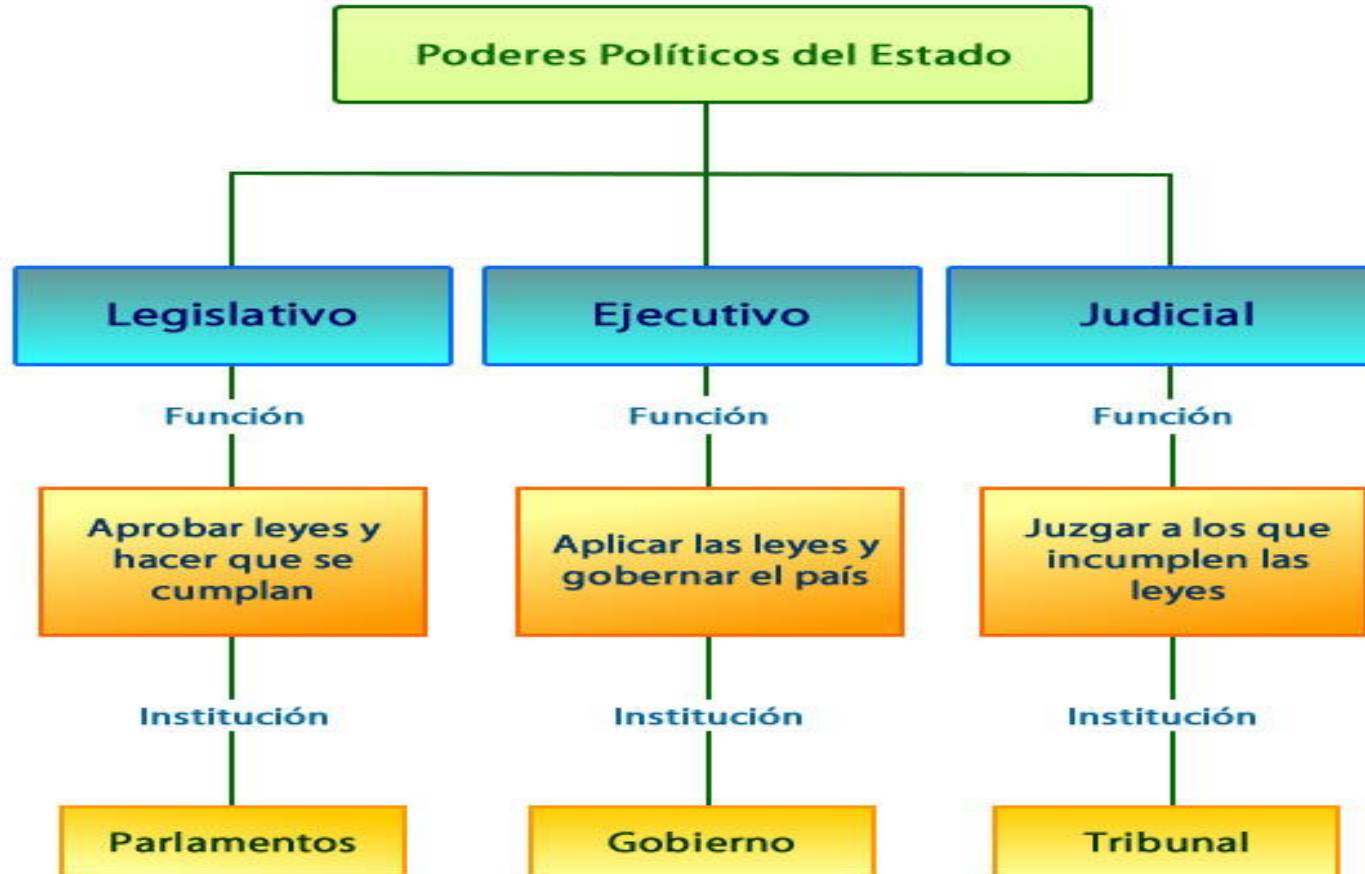 Poderes Políticos del Estado
Legislativo
Ejecutivo
Judicial
Función
Función
Función
Aprobar leyes y
hacer que se
cumplan
Aplicar las leyes y
gobernar el país
Juzgar a los que
incumplen las
leyes
Institución
Institución
Institución
Parlamentos
Gobierno
Tribunal